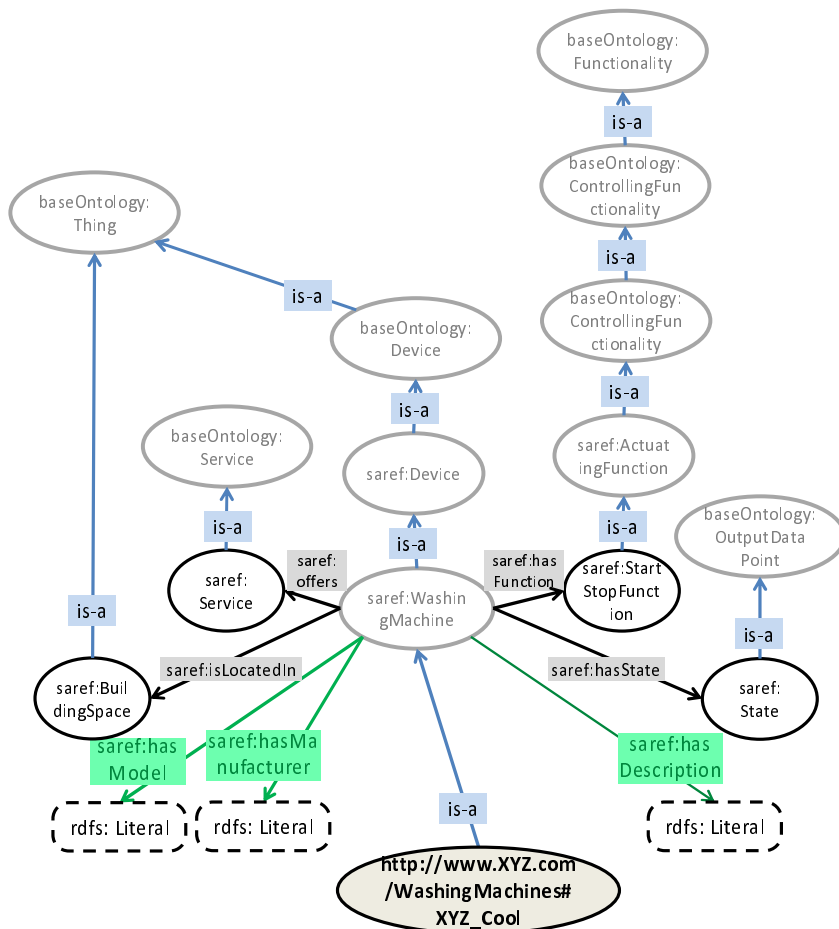 baseOntology:
Functionality
is-a
baseOntology:
ControllingFun
ctionality
baseOntology:
Thing
is-a
is-a
baseOntology:
ControllingFun
ctionality
baseOntology:
Device
is-a
is-a
baseOntology:
Service
saref:Device
saref:Actuat
ingFunction
is-a
is-a
is-a
baseOntology:
OutputData
Point
saref:
offers
saref:has
Function
saref:
Service
saref:Washin
gMachine
saref:Start
StopFunct
ion
is-a
is-a
saref:isLocatedIn
saref:hasState
saref:Buil
dingSpace
saref:
State
saref:has
Model
saref:hasMa
nufacturer
saref:has
Description
rdfs: Literal
rdfs: Literal
is-a
rdfs: Literal
http://www.XYZ.com
/WashingMachines#
XYZ_Cool